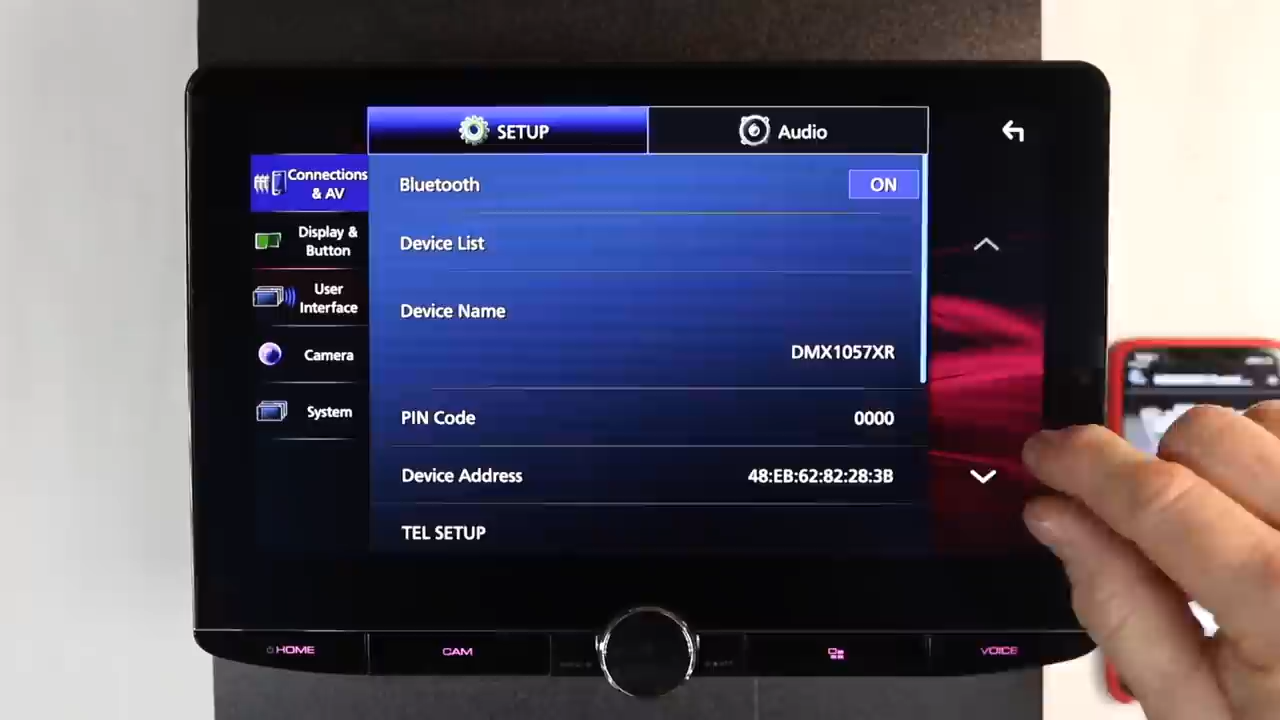 SETUP
Audio
Connections
& AV
Display &
Button
User
Interface
Camera
System
Bluetooth
ON
Device List
Device Name
DMX1057XR
PIN Code
0000
Device Address
48:EB:62:82:28:3B
TEL SETUP
HOME
CAM
VOICE